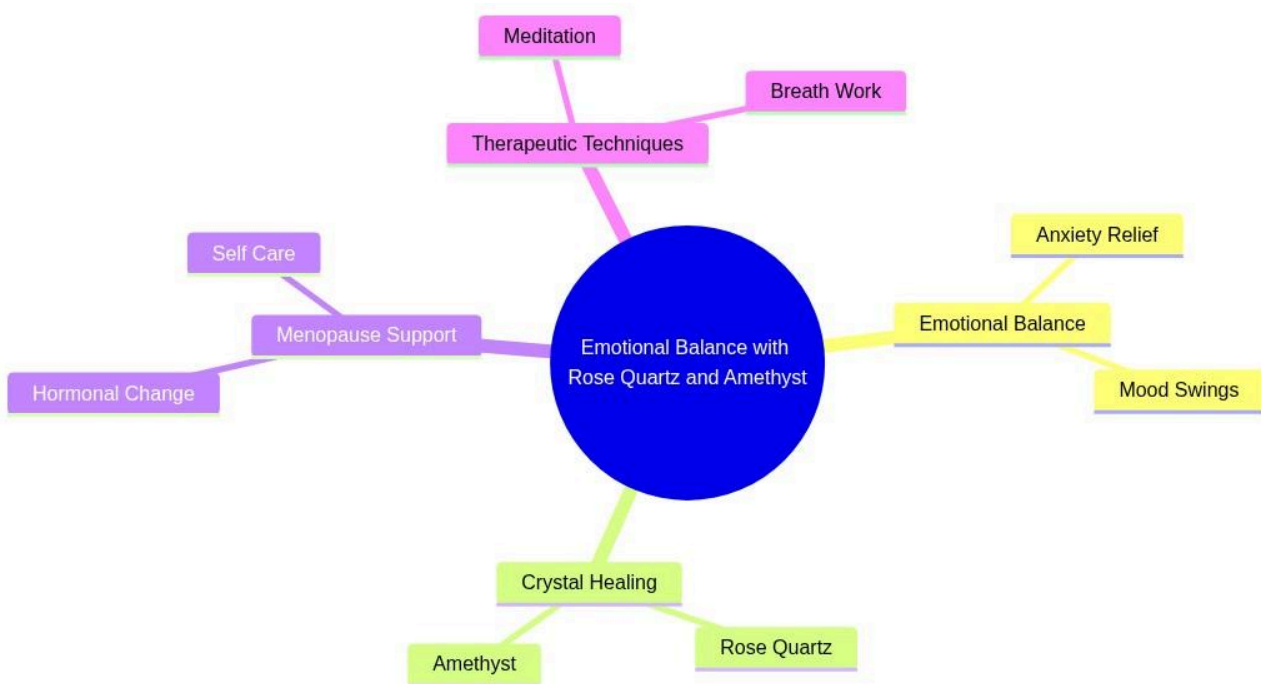 Meditation
Breath Work
Therapeutic Techniques
Self Care
Anxiety Relief
Menopause Support
Emotional Balance
Hormonal Change
Mood Swings
Emotional Balance with
Rose Quartz and Amethyst
Crystal Healing
Amethyst
Rose Quartz